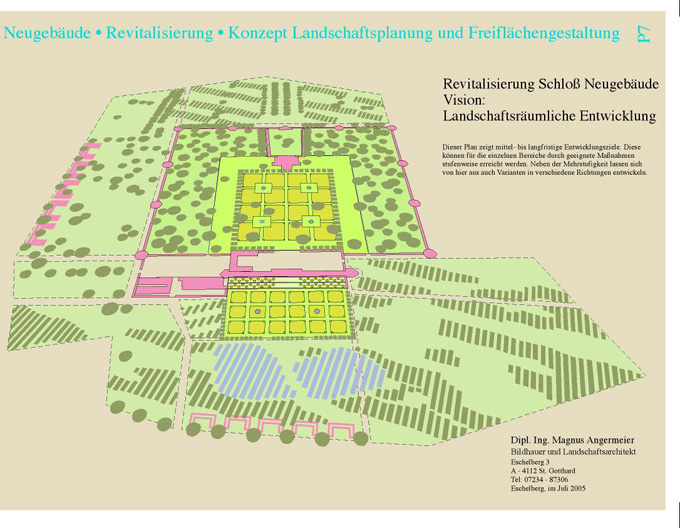 Neugebäude • Revitalisierung • Konzept Landschaftsplanung und Freiflächengestaltung
P7
Revitalisierung Schloß Neugebäude
Vision:
Landschaftsräumliche Entwicklung
Dieser Plan zeigt mittel- bis langfristige Entwicklungsziele. Diese
können für die einzelnen Bereiche durch geeignete Maßnahmen
stufenweise erreicht werden. Neben der Mehrstufigkeit lassen sich
von hier aus auch Varianten in verschiedene Richtungen entwickeln.
Dipl. Ing. Magnus Angermeier
Bildhauer und Landschaftsarchitekt
Eschelberg 3
A - 4112 St. Gotthard
Tel: 07234 - 87306
Eschelberg, im Juli 2005